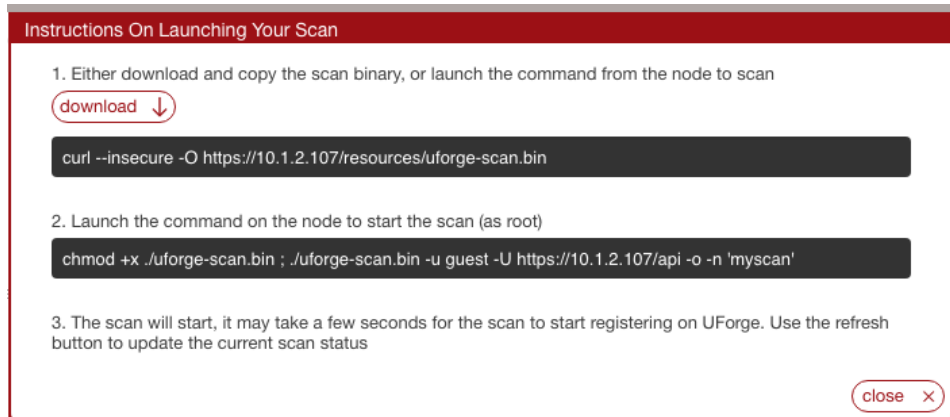 Instructions On Launching Your Scan
1. Either download and copy the scan binary, or launch the command from the node to scan
download
curl --insecure -O https://10.1.2.107/resources/uforge-scan.bin
2. Launch the command on the node to start the scan (as root)
chmod +x ./uforge-scan.bin ; ./uforge-scan.bin -u guest -U https://10.1.2.107/api -o -n 'myscan'
3. The scan will start, it may take a few seconds for the scan to start registering on UForge. Use the refresh
button to update the current scan status
close